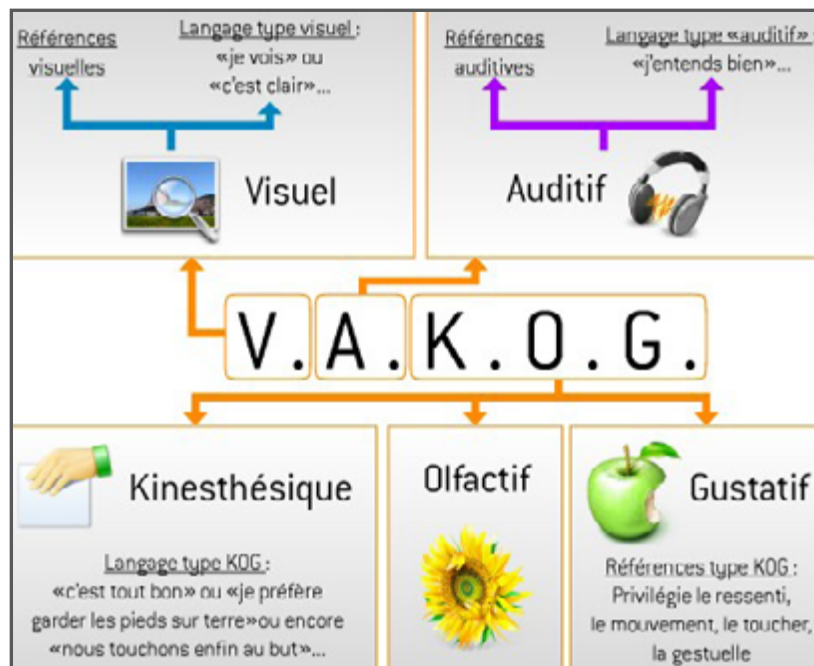 Références
visuelles
Langage type visuel :
«je vois» ou
«c'est clair»...
Visuel
Références
auditives
Langage type «auditif» :
«j'entends bien»...
Auditif
V.A.K.O.G.
Kinesthésique
Langage type KOG :
«c'est tout bon» ou «je préfère
garder les pieds sur terre»ou encore
«nous touchons enfin au but»...
Olfactif
Gustatif
Références type KOG :
Privilégie le ressenti,
le mouvement, le toucher,
la gestuelle